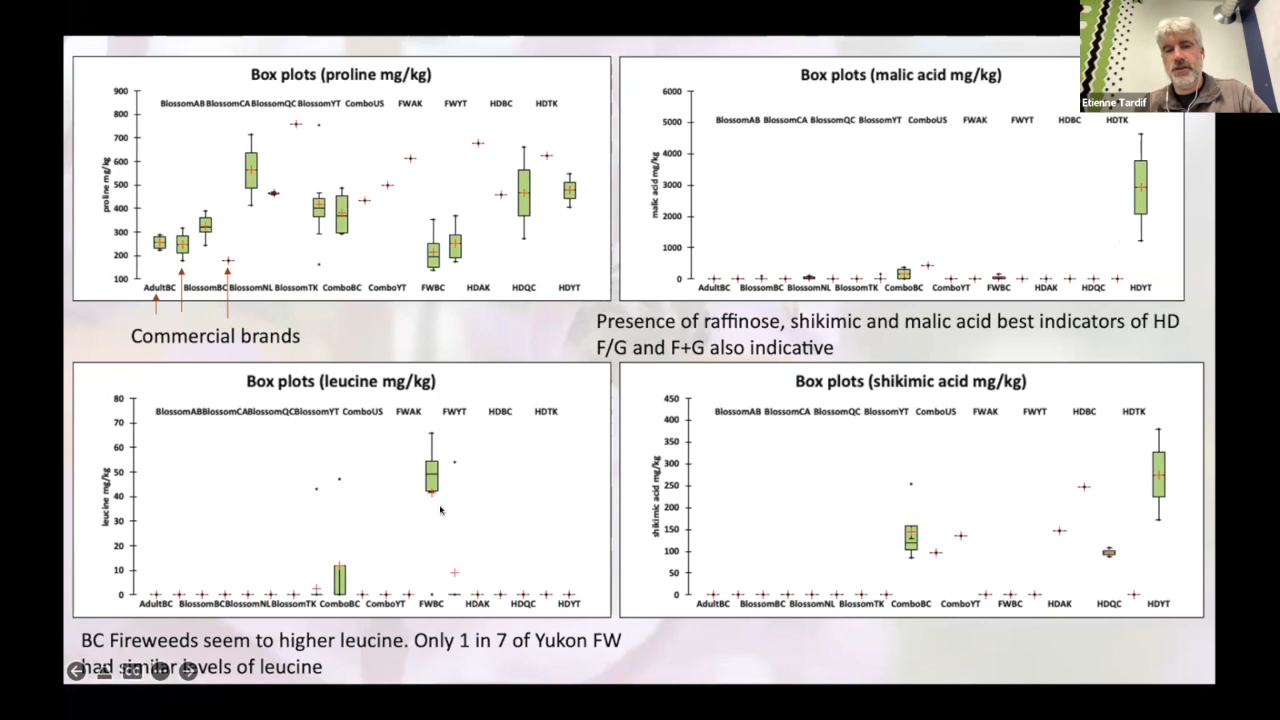 Box plots (proline mg/kg)
900
800
700
600
500
400
300
200
100
proline mg/kg
BlossomAB BlossomCA BlossomQC BlossomYT ComboUS FWAK FWYT HDBC HDTK
AdultBC BlossomBC BlossomNL BlossomTK ComboBC ComboYT FWBC HDAK HDQC HDYT
Commercial brands
Box plots (malic acid mg/kg)
6000
5000
4000
3000
2000
1000
0
malic acid mg/kg
BlossomAB BlossomCA BlossomQC BlossomYT ComboUS FWAK FWYT HDBC HDTK
AdultBC BlossomBC BlossomNL BlossomTK ComboBC ComboYT FWBC HDAK HDQC HDYT
Etienne Tardif
Presence of raffinose, shikimic and malic acid best indicators of HD
F/G and F+G also indicative
Box plots (leucine mg/kg)
80
70
60
50
40
30
20
10
0
leucine mg/kg
BlossomAB BlossomCA BlossomQC BlossomYT ComboUS FWAK FWYT HDBC HDTK
AdultBC BlossomBC BlossomNL BlossomTK ComboBC ComboYT FWBC HDAK HDQC HDYT
Box plots (shikimic acid mg/kg)
450
400
350
300
250
200
150
100
50
0
shikimic acid mg/kg
BlossomAB BlossomCA BlossomQC BlossomYT ComboUS FWAK FWYT HDBC HDTK
AdultBC BlossomBC BlossomNL BlossomTK ComboBC ComboYT FWBC HDAK HDQC HDYT
BC Fireweeds seem to higher leucine. Only 1 in 7 of Yukon FW
had similar levels of leucine